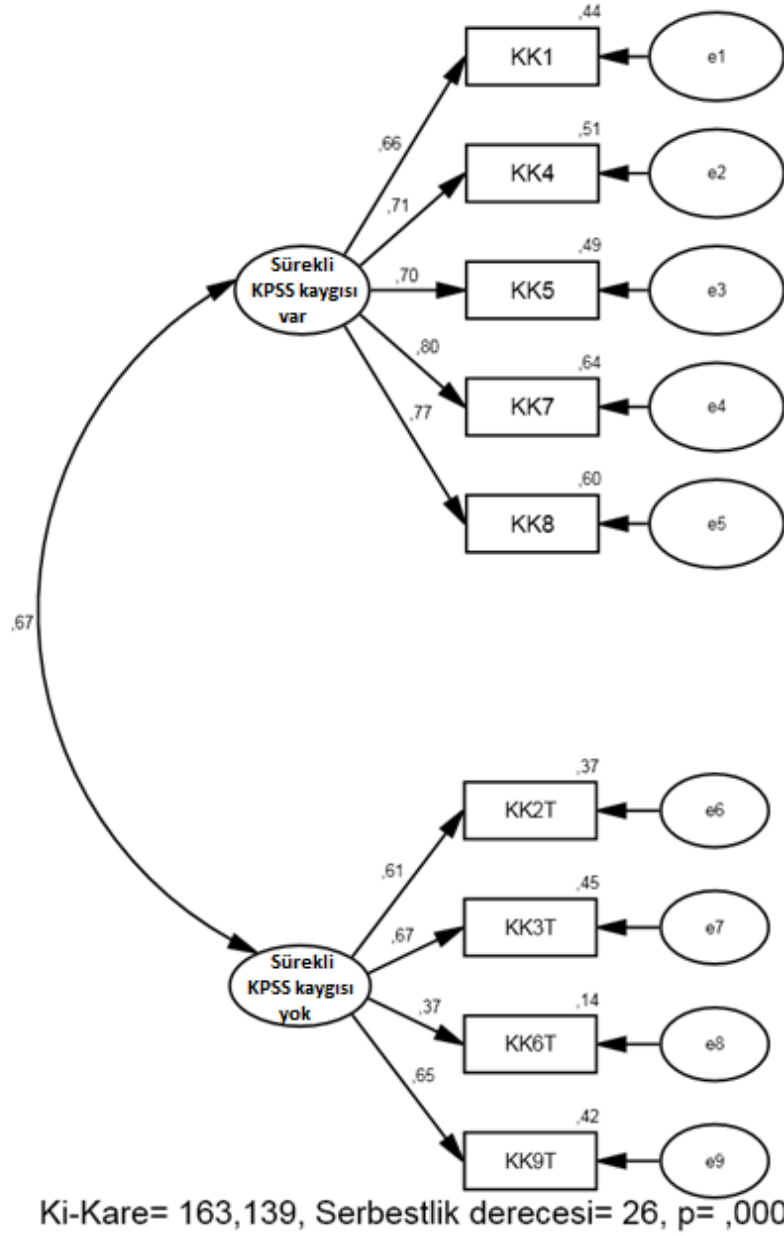 ,44
KK1
e1
,66
,51
KK4
e2
,71
,49
Sürekli
KPSS kaygısı
var
,70
KK5
e3
,80
,64
KK7
e4
,77
,60
KK8
e5
,67
,37
KK2T
e6
,61
,45
KK3T
e7
,67
Sürekli
KPSS kaygısı
yok
,37
,14
KK6T
e8
,65
,42
KK9T
e9
Ki-Kare= 163,139, Serbestlik derecesi= 26, p= ,000